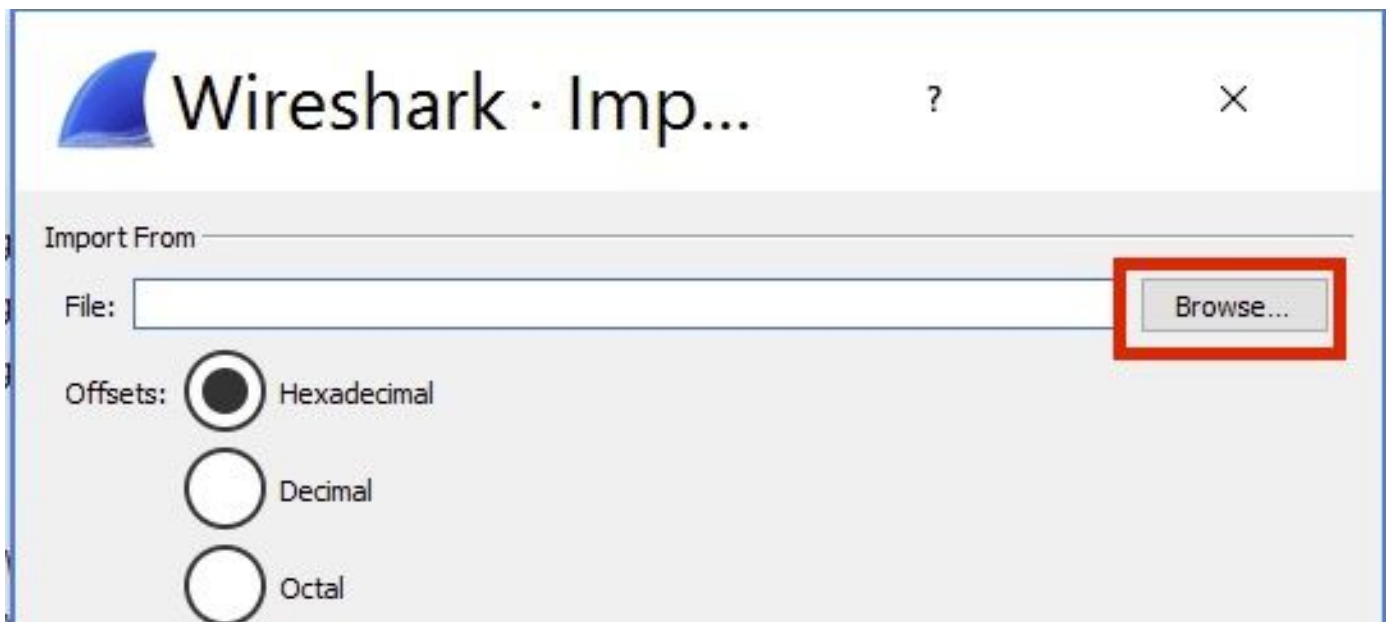 Wireshark · Imp... ?
Import From
File: Browse...
Offsets: Hexadecimal
Decimal
Octal